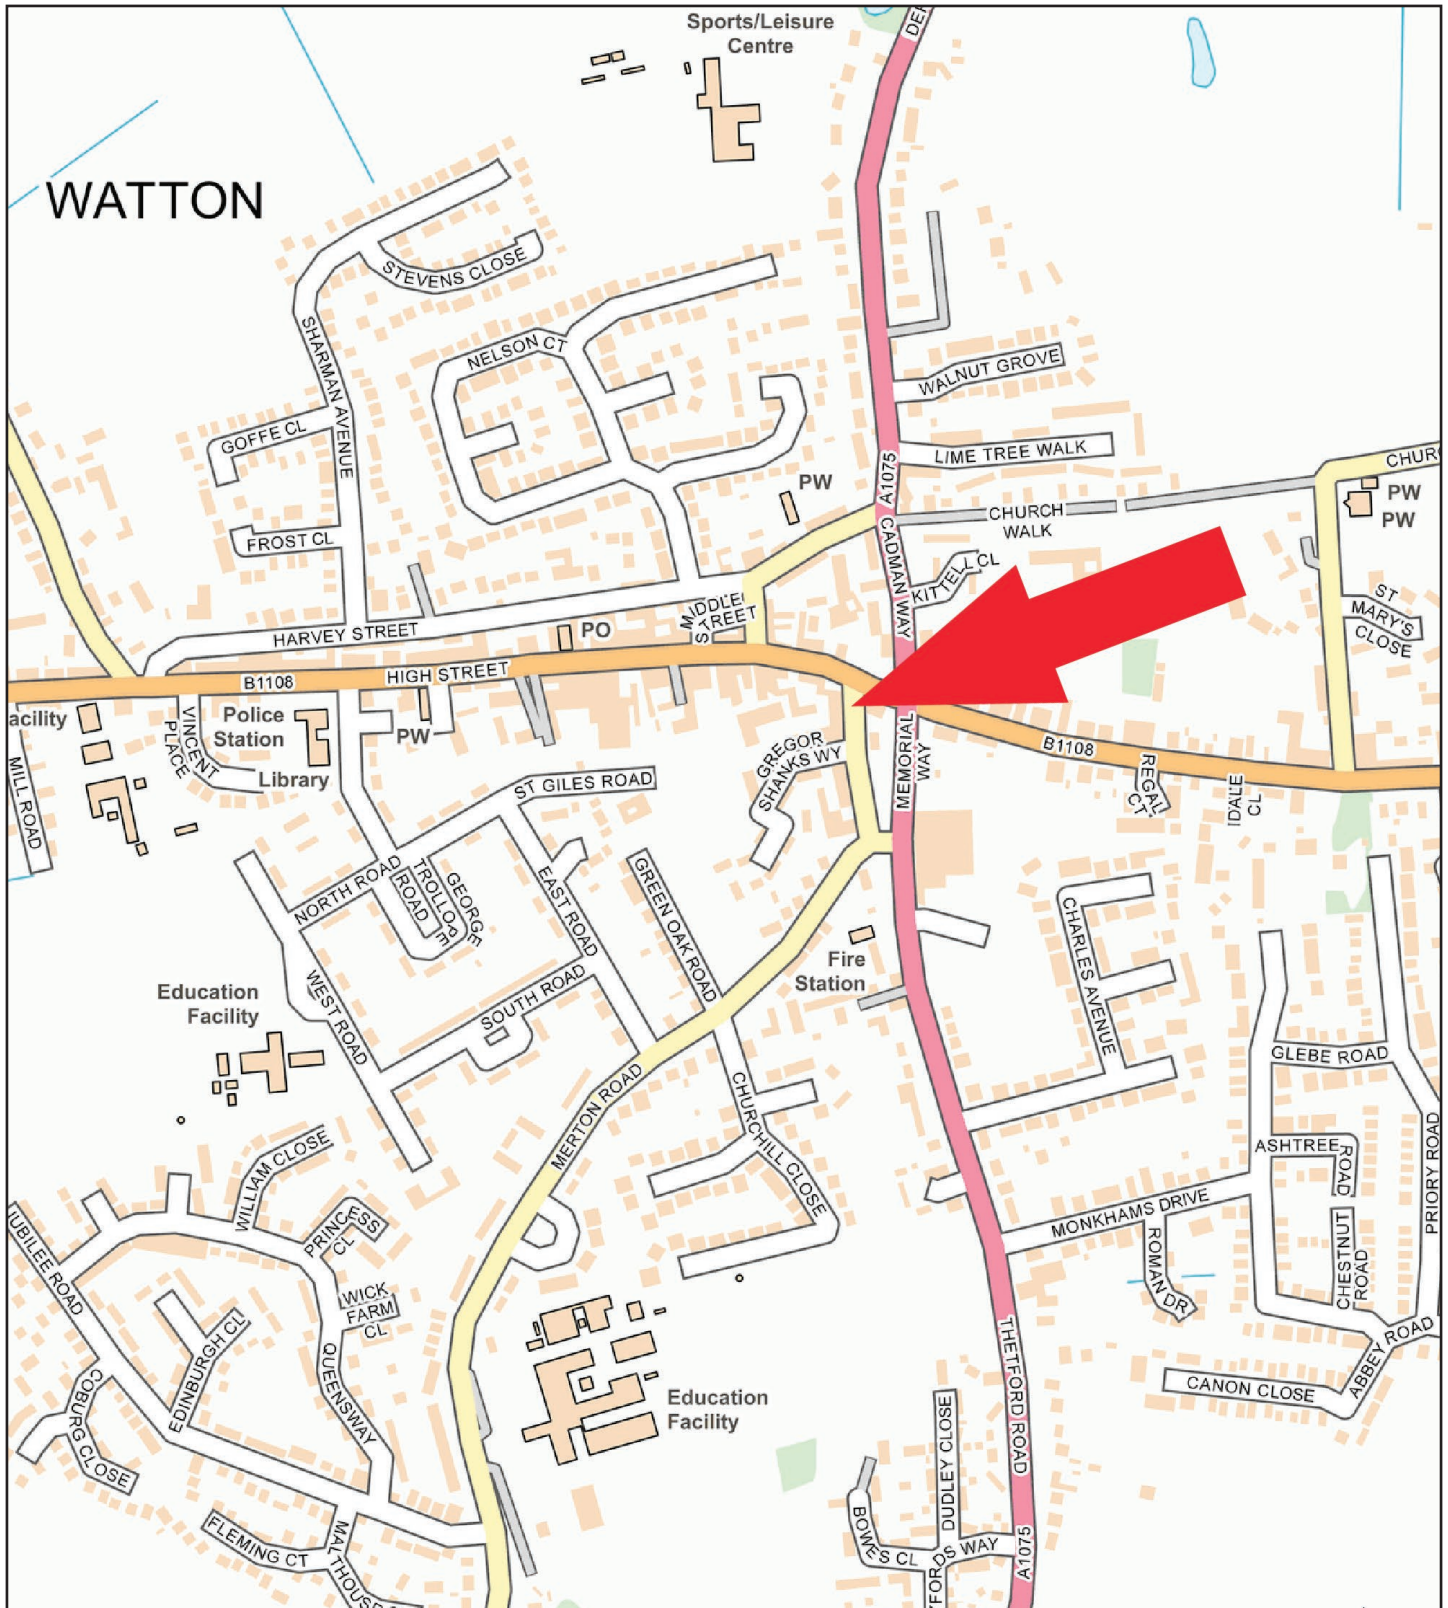 Sports/Leisure
Centre
WATTON
STEVENS CLOSE
SHARMAN AVENUE
NELSON CT
WALNUT GROVE
GOFFE CL
LIME TREE WALK
A1075
CHURC
PW
PW
PW
CHURCH
WALK
FROST CL
CADMAN WAY
KITTELL CL
MIDDLE
STREET
ST
MARY'S
CLOSE
HARVEY STREET
PO
HIGH STREET
B1108
acility
VINCENT
PLACE
Police
Station
PW
Library
GREGOR
SHANKS WY
MEMORIAL
WAY
B1108
REGAL
CT
MILL ROAD
ST GILES ROAD
CL
NORTH ROAD
TROLLOPE
ROAD
GEORGE
EAST ROAD
GREEN OAK ROAD
CHARLES AVENUE
Fire
Station
Education
Facility
WEST ROAD
SOUTH ROAD
GLEBE ROAD
MERTON ROAD
CHURCHILL CLOSE
WILLIAM CLOSE
ASHTREE
ROAD
PRIORY ROAD
PRINCESS
CL
MONKHAMS DRIVE
UBILEE ROAD
ROMAN DR
CHESTNUT
ROAD
WICK
FARM
CL
EDINBURGH CL
QUEENSWAY
THETFORD ROAD
ABBEY ROAD
CANON CLOSE
COBURG CLOSE
Education
Facility
DUDLEY CLOSE
BOWES CL
DS WAY
A1075
FLEMING CT
MALTHOUSE